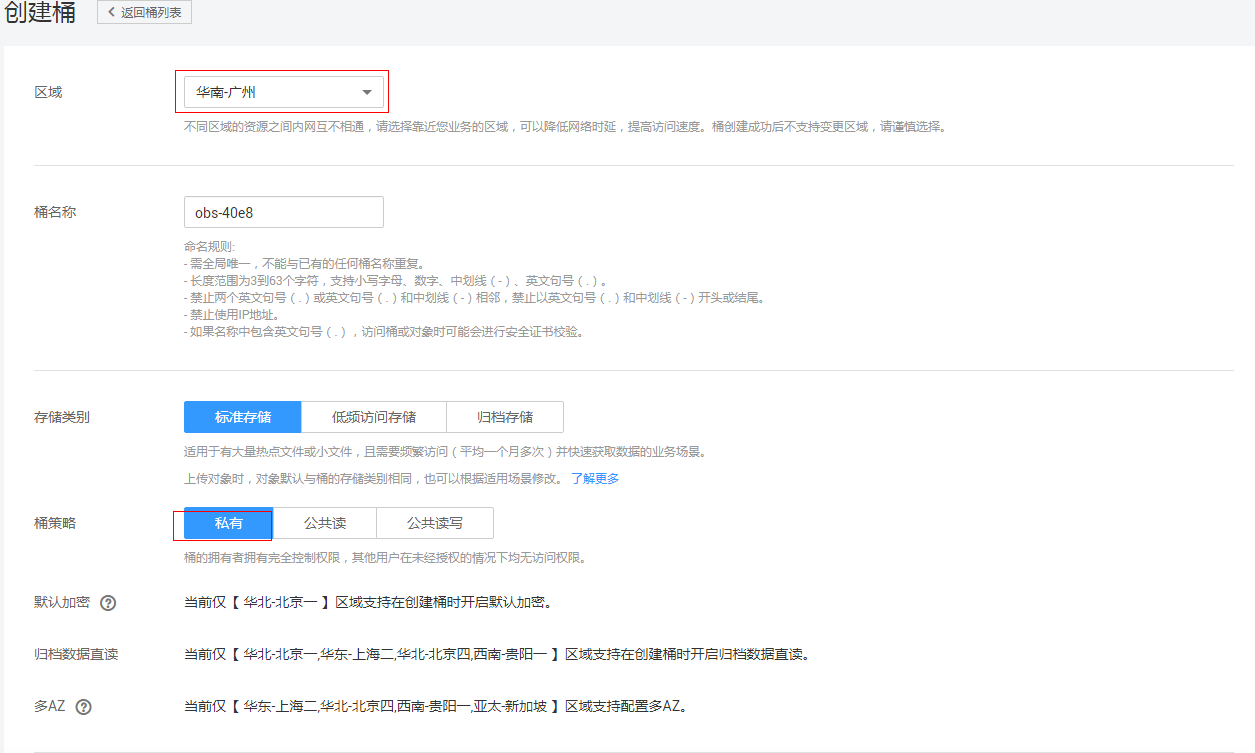 创建桶
返回桶列表
区域
华南-广州
不同区域的资源之间内网互不相通，请选择靠近您业务的区域，可以降低网络时延，提高访问速度。桶创建成功后不支持变更区域，请谨慎选择。
桶名称
obs-40e8
命名规则:
- 需全局唯一，不能与已有的任何桶名称重复。
- 长度范围为3到63个字符，支持小写字母、数字、中划线（-）、英文句号（.）。
- 禁止两个英文句号（.）或英文句号（.）和中划线（-）相邻，禁止以英文句号（.）和中划线（-）开头或结尾。
- 禁止使用IP地址。
- 如果名称中包含英文句号（.），访问桶或对象时可能会进行安全证书校验。
存储类别
标准存储 低频访问存储 归档存储
适用于有大量热点文件或小文件，且需要频繁访问（平均一个月多次）并快速获取数据的业务场景。
上传对象时，对象默认与桶的存储类别相同，也可以根据适用场景修改。 了解更多
桶策略
私有 公共读 公共读写
桶的拥有者拥有完全控制权限，其他用户在未经授权的情况下均无访问权限。
默认加密 ?
当前仅【 华北-北京一 】区域支持在创建桶时开启默认加密。
归档数据直读
当前仅【 华北-北京一,华东-上海二,华北-北京四,西南-贵阳一 】区域支持在创建桶时开启归档数据直读。
多AZ ?
当前仅【 华东-上海二,华北-北京四,西南-贵阳一,亚太-新加坡 】区域支持配置多AZ。